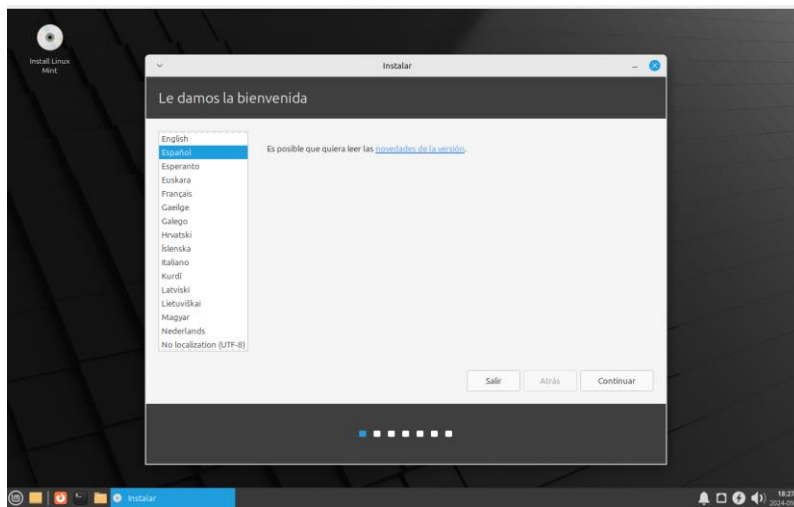 Install Linux
Mint
Instalar
Le damos la bienvenida
English
Español
Esperanto
Euskara
Français
Gaeilge
Galego
Hrvatski
Íslenska
Italiano
Kurdî
Latviski
Lietuviškai
Magyar
Nederlands
No localization (UTF-8)
Es posible que quiera leer las novedades de la versión.
Salir
Atrás
Continuar
Instalar
18:27
2024-09